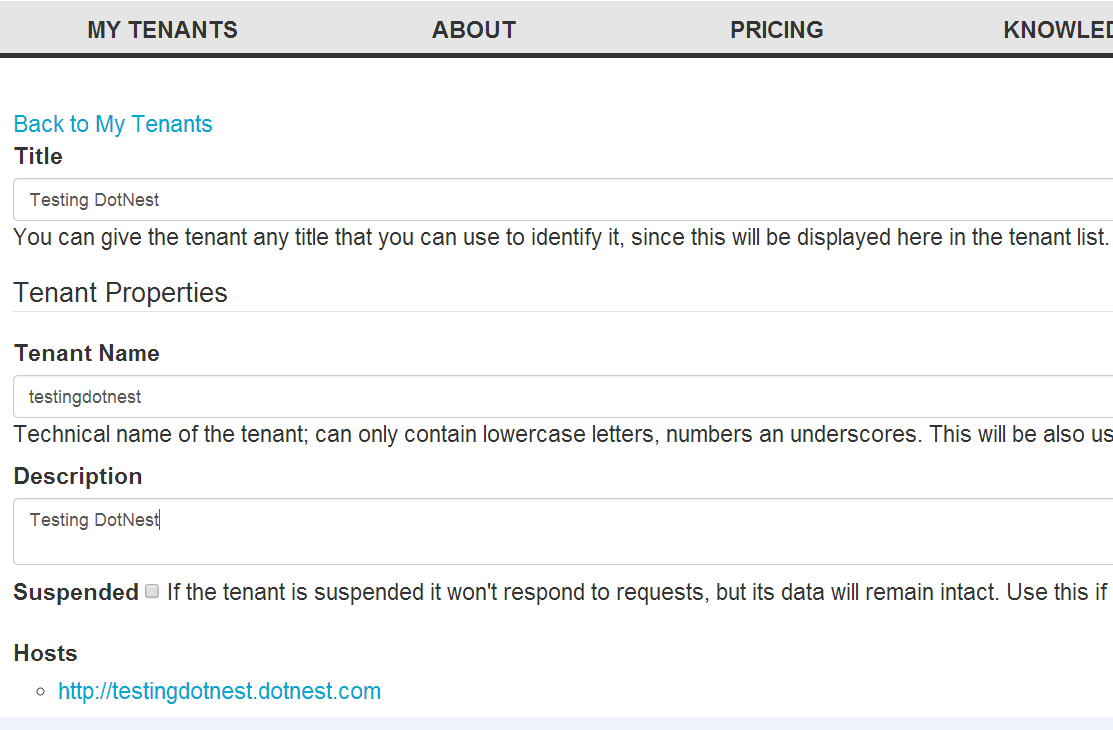 MY TENANTS ABOUT PRICING KNOWLED
Back to My Tenants
Title
Testing DotNest
You can give the tenant any title that you can use to identify it, since this will be displayed here in the tenant list.
Tenant Properties
Tenant Name
testingdotnest
Technical name of the tenant; can only contain lowercase letters, numbers an underscores. This will be also us
Description
Testing DotNest
Suspended If the tenant is suspended it won't respond to requests, but its data will remain intact. Use this if
Hosts
http://testingdotnest.dotnest.com